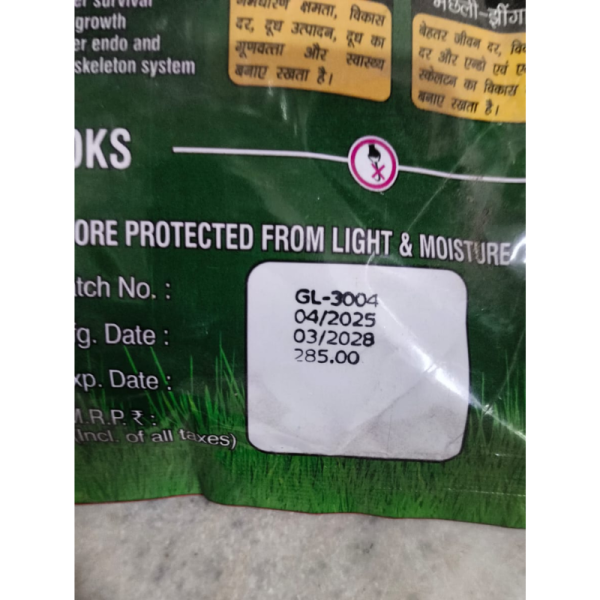 er survival
growth
er endo and
skeleton system
क्षमता, विकास
दर, दूध उत्पादन, दूध का
गुणवत्ता और स्वास्थ्य
बनाए रखता है।
मछली-झींगा
बेहतर जीवन दर,
दर और एन्डो एवं
स्केलटन का विकास
बनाए रखता है।
OKS
ORE PROTECTED FROM LIGHT & MOISTURE
tch No. :
GL-3004
g. Date :
04/2025
xp. Date :
03/2028
M.R.P. ₹ :
285.00
(Incl. of all taxes)